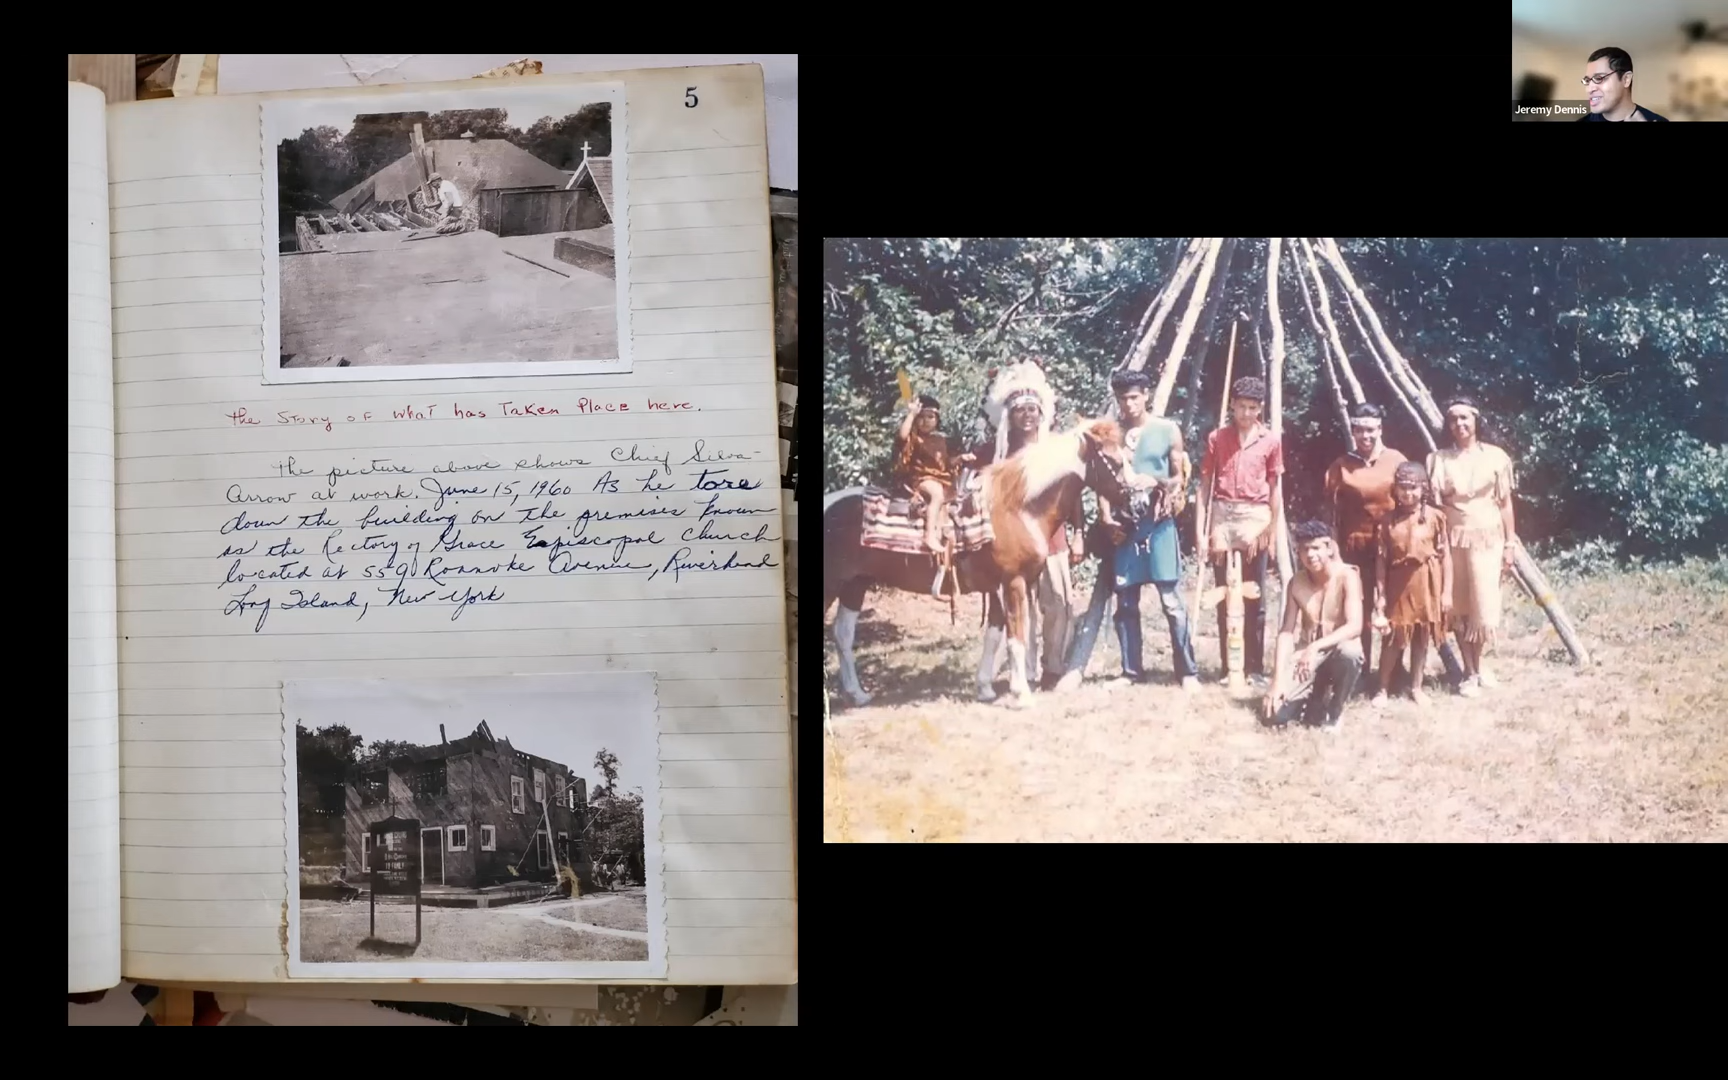 5
the Story of what has Taken Place here.
the picture above shows Chief Silva-
Arrow at work. June 15, 1960 As he tore
down the building on the premises known
as the Rectory of Grace Episcopal Church
located at 559 Roanoke Avenue, Riverhead
Long Island, New York
Jeremy Dennis